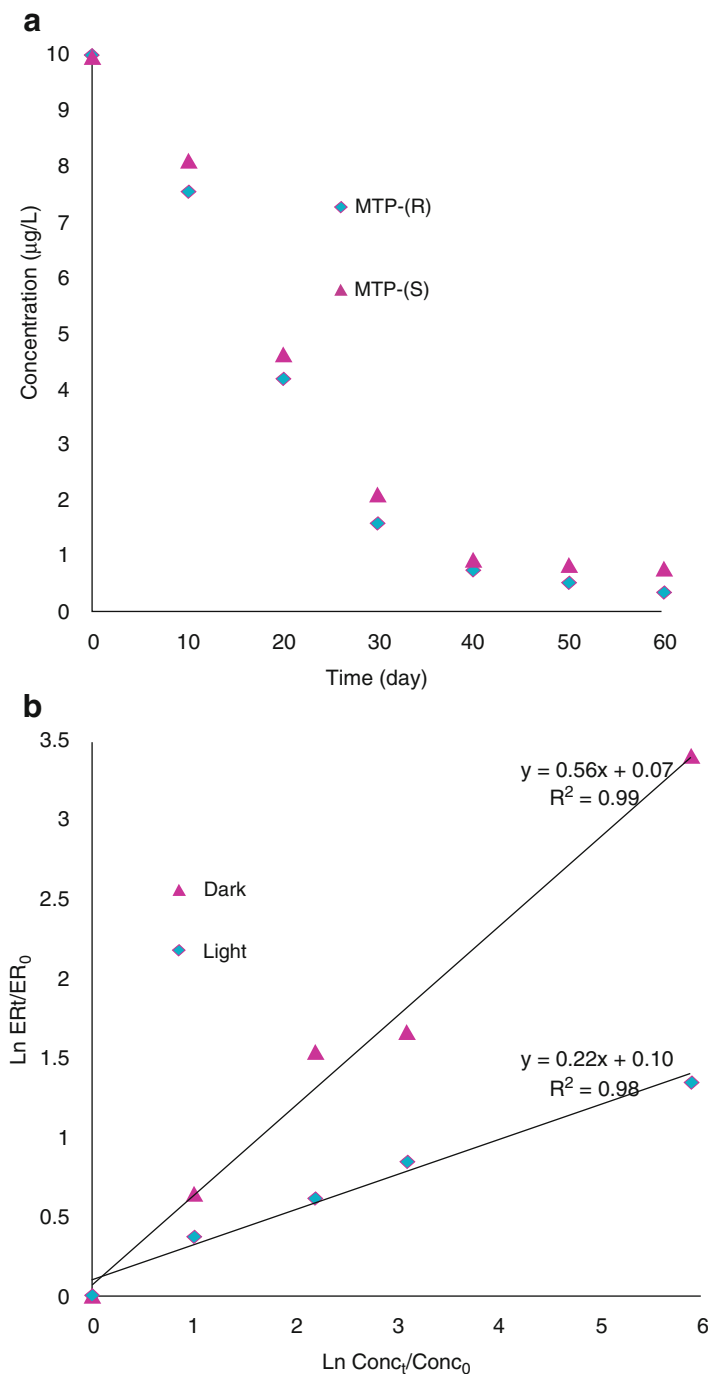 a
10
9
8
7
6
5
4
3
2
1
0
Concentration (µg/L)
MTP-(R)
MTP-(S)
0 10 20 30 40 50 60
Time (day)
b
3.5
3
2.5
2
1.5
1
0.5
0
Ln ERt/ER₀
y = 0.56x + 0.07
R² = 0.99
Dark
Light
y = 0.22x + 0.10
R² = 0.98
0 1 2 3 4 5 6
Ln Concₜ/Conc₀